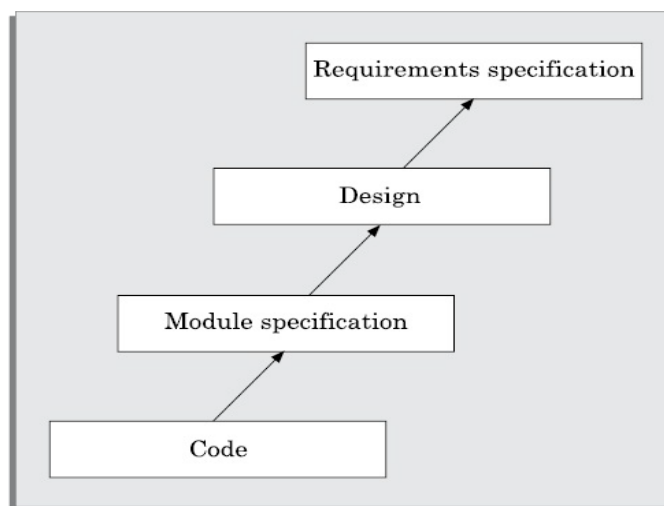 Requirements specification
Design
Module specification
Code